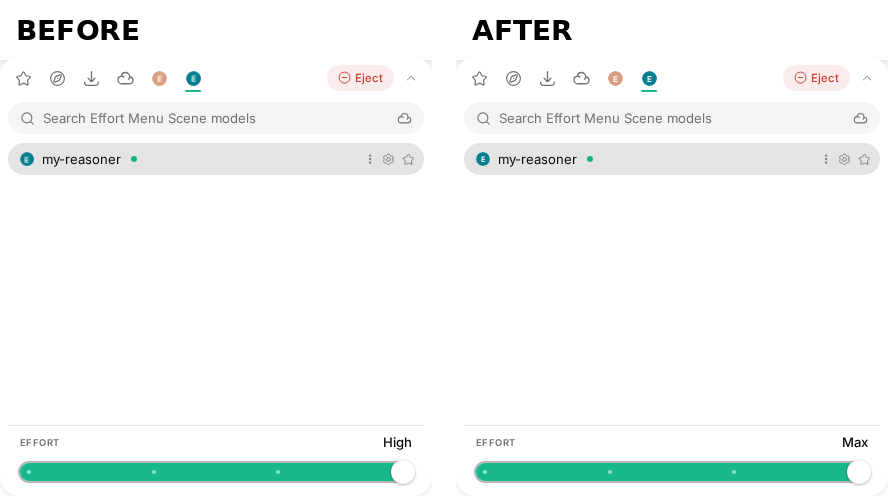 BEFORE
E
E
Eject
Search Effort Menu Scene models
E my-reasoner
EFFORT
High
AFTER
E
E
Eject
Search Effort Menu Scene models
E my-reasoner
EFFORT
Max